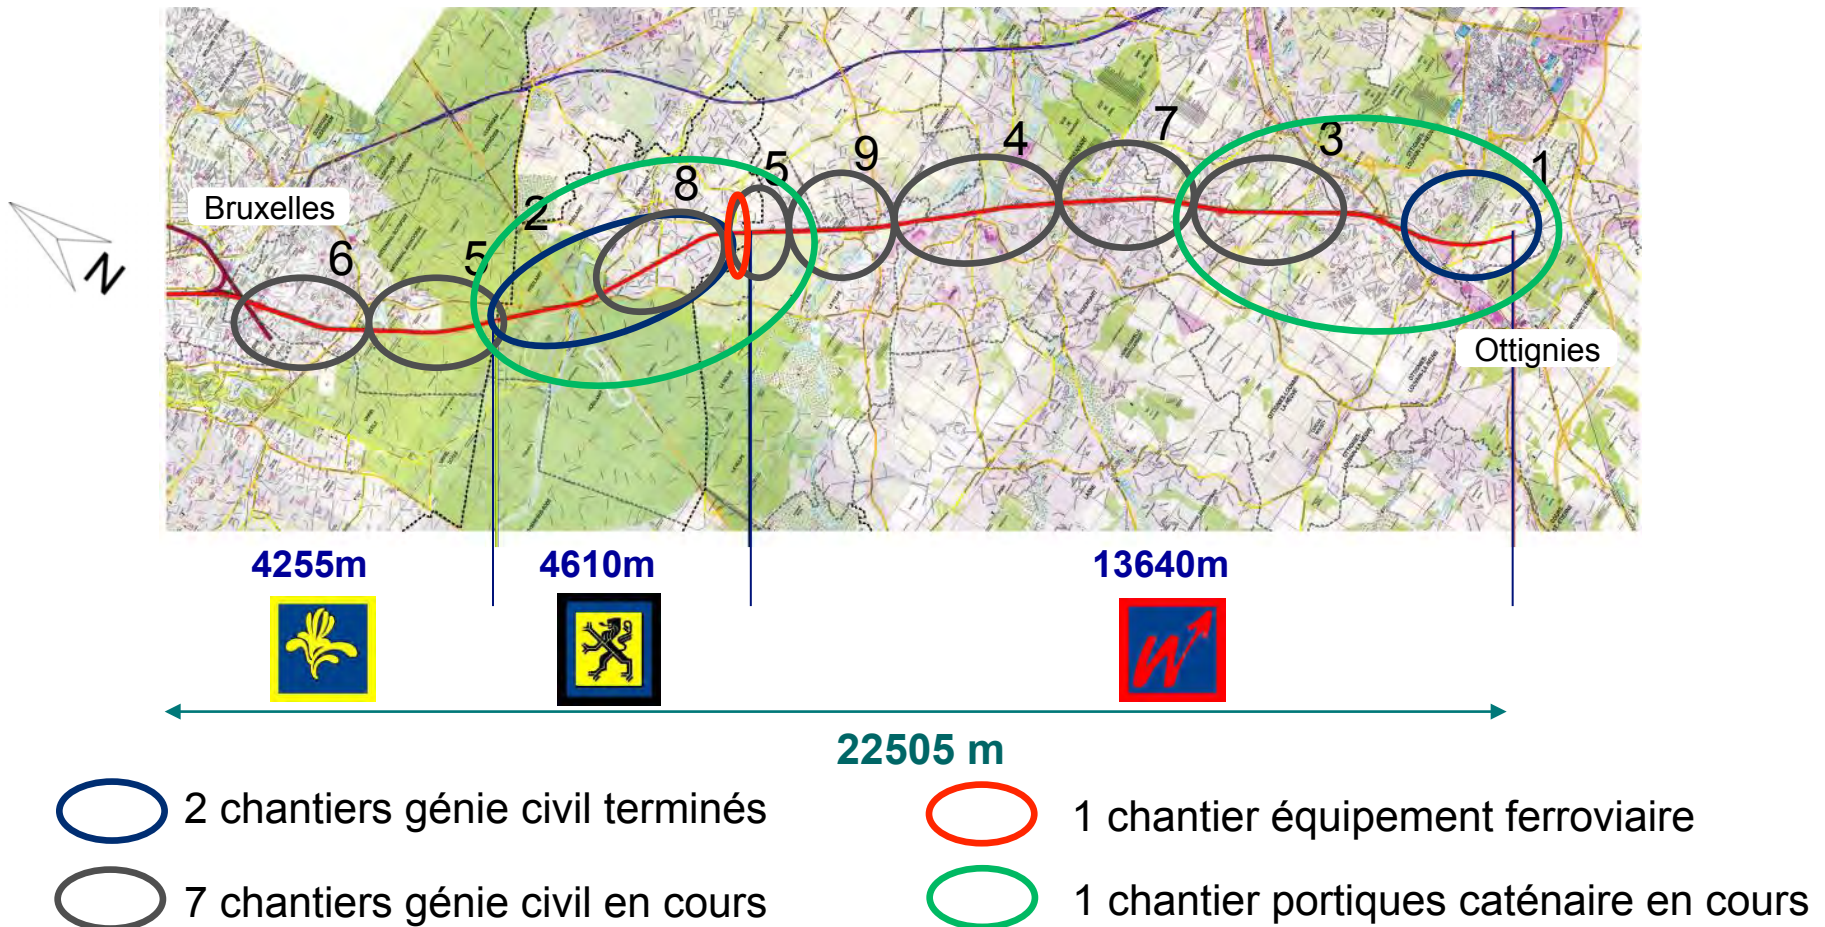 Bruxelles
6
5
2
8
5
9
4
7
3
1
N
Ottignies
4255m
4610m
13640m
22505 m
2 chantiers génie civil terminés
1 chantier équipement ferroviaire
7 chantiers génie civil en cours
1 chantier portiques caténaire en cours